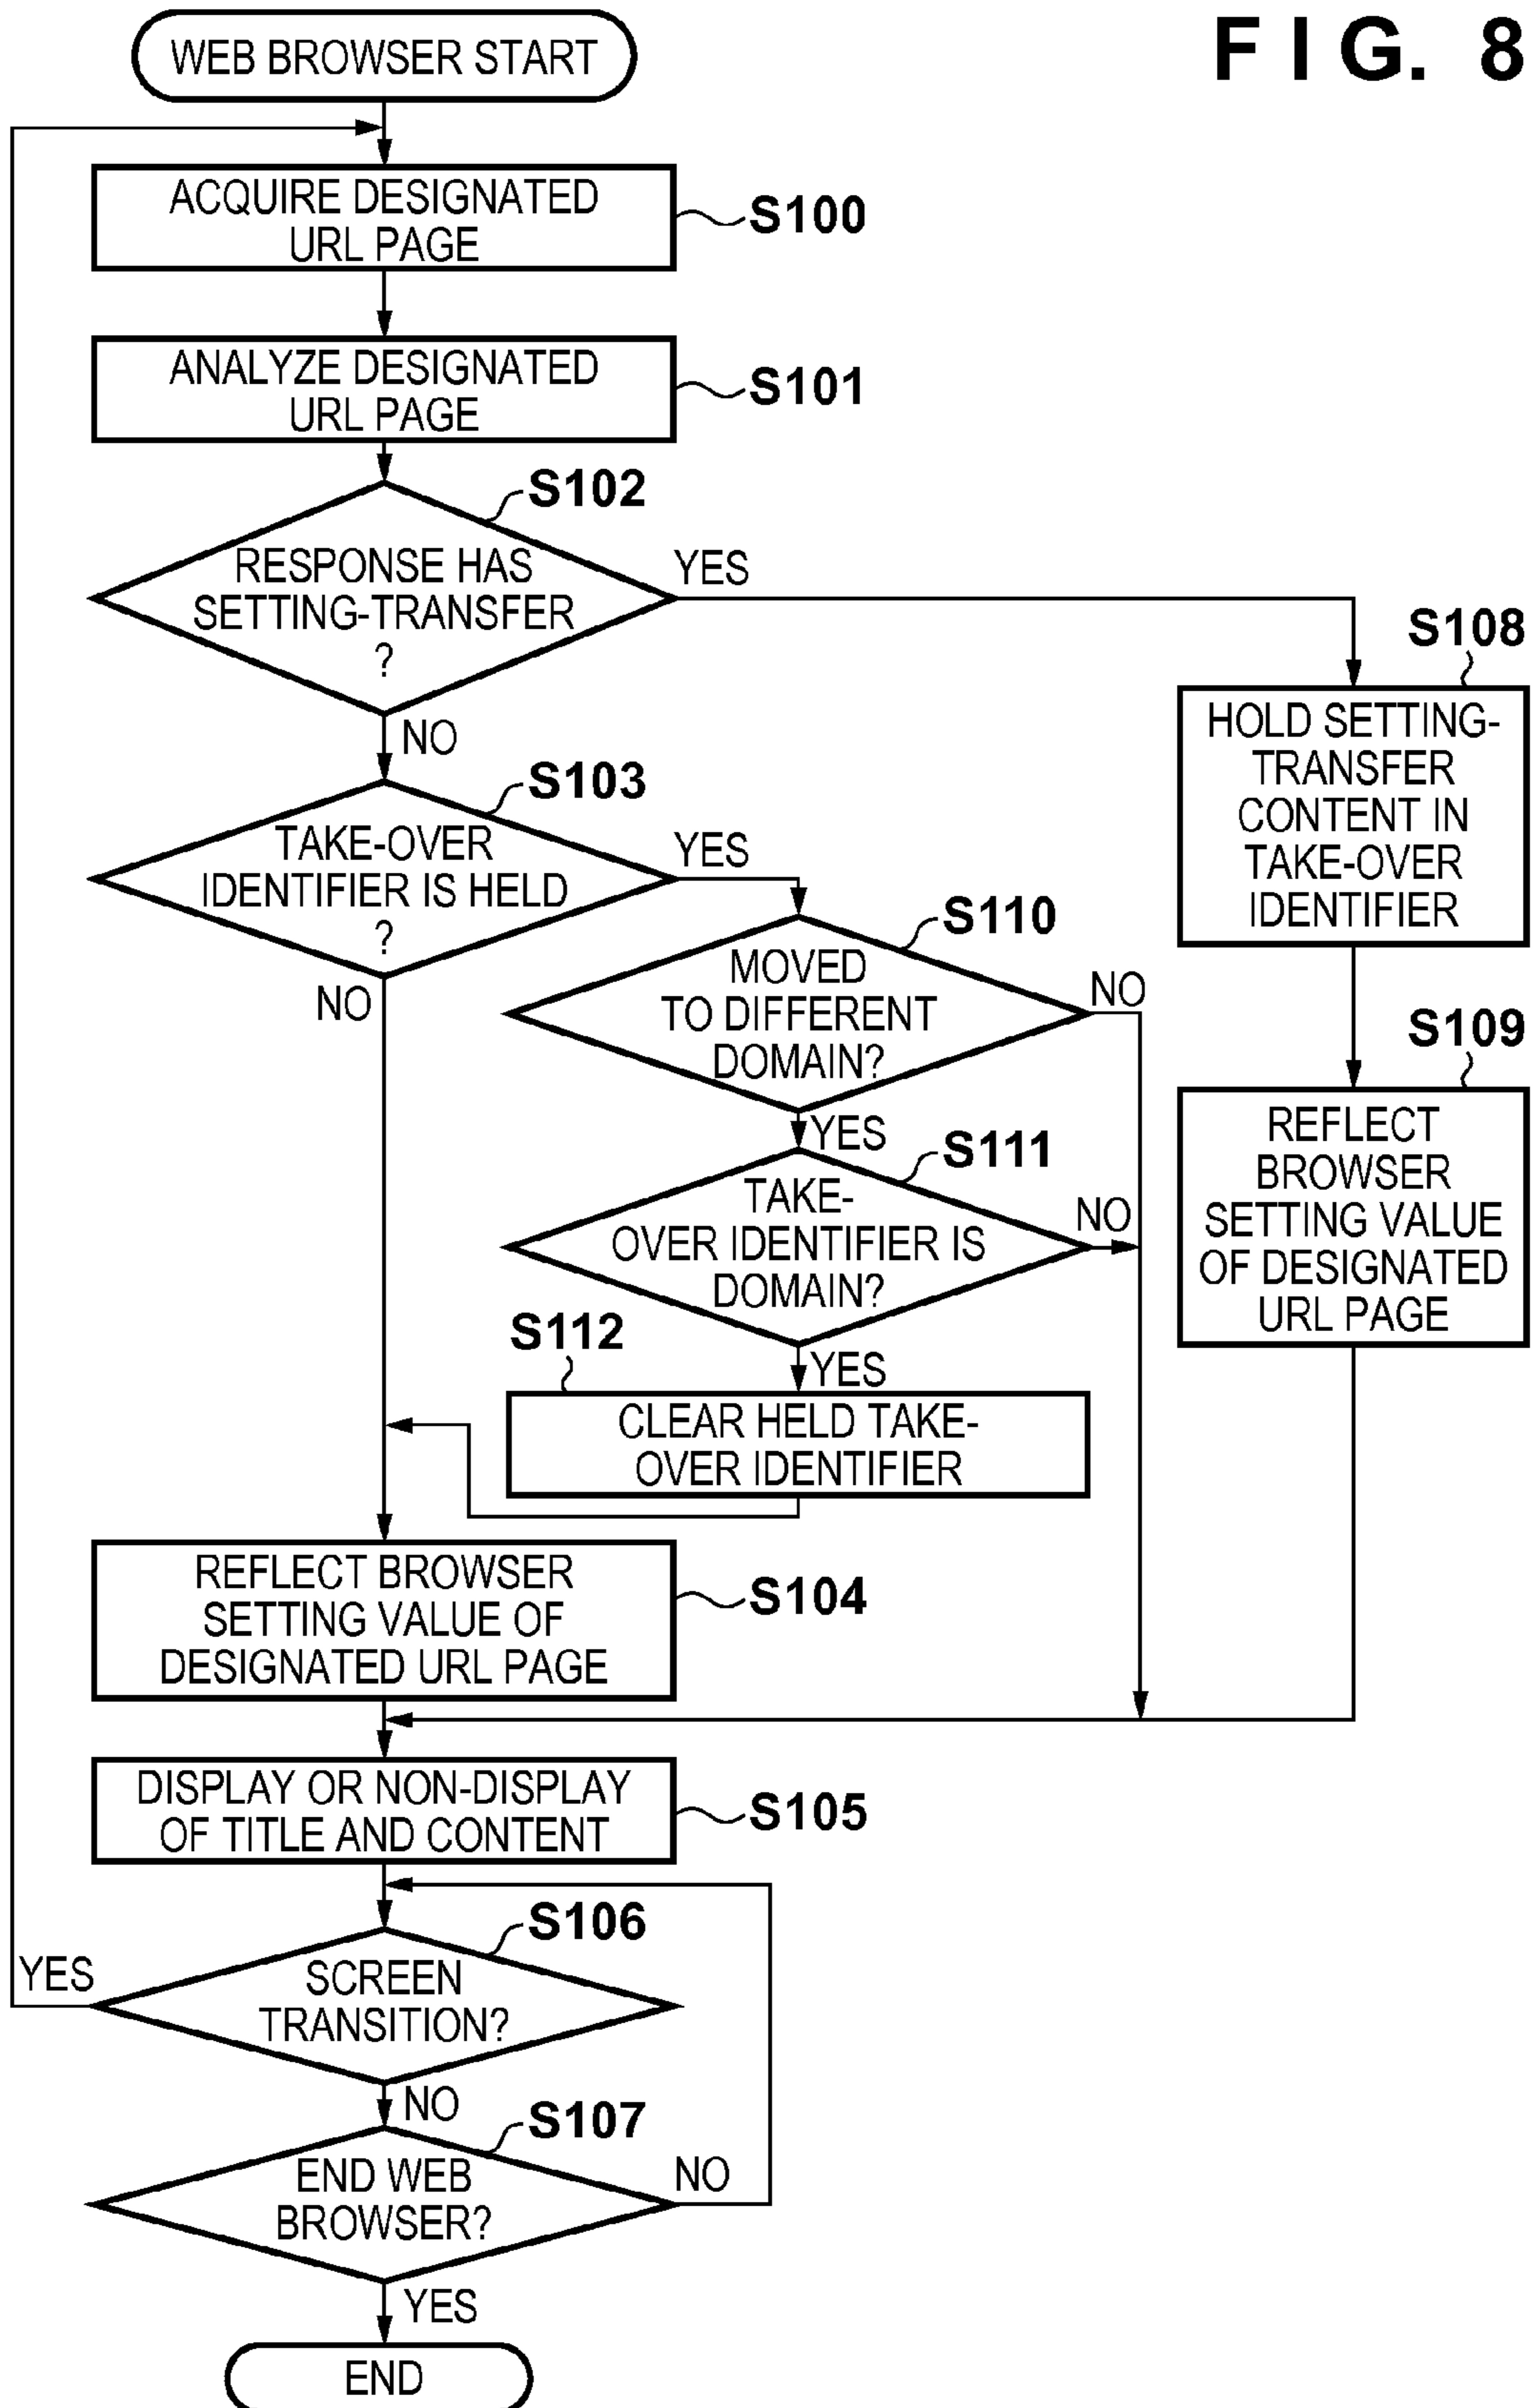 FIG. 8
WEB BROWSER START
ACQUIRE DESIGNATED
URL PAGE
S100
ANALYZE DESIGNATED
URL PAGE
S101
S102
RESPONSE HAS
SETTING-TRANSFER
?
YES
NO
S108
HOLD SETTING-
TRANSFER
CONTENT IN
TAKE-OVER
IDENTIFIER
S103
TAKE-OVER
IDENTIFIER IS HELD
?
YES
NO
S110
MOVED
TO DIFFERENT
DOMAIN?
NO
YES
S109
REFLECT
BROWSER
SETTING VALUE
OF DESIGNATED
URL PAGE
S111
TAKE-
OVER IDENTIFIER IS
DOMAIN?
NO
YES
S112
CLEAR HELD TAKE-
OVER IDENTIFIER
REFLECT BROWSER
SETTING VALUE OF
DESIGNATED URL PAGE
S104
DISPLAY OR NON-DISPLAY
OF TITLE AND CONTENT
S105
S106
SCREEN
TRANSITION?
YES
NO
S107
END WEB
BROWSER?
NO
YES
END